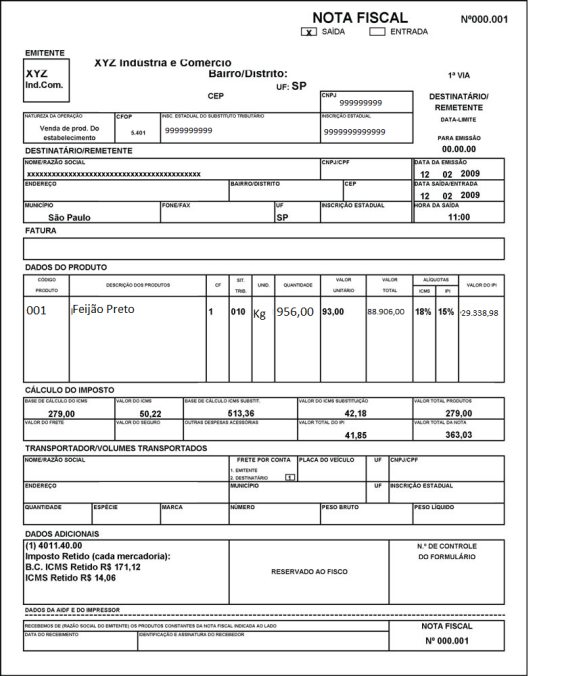 NOTA FISCAL
Nº000.001
X SAÍDA ENTRADA
EMITENTE
XYZ
Ind.Com.
XYZ Industria e Comercio
Bairro/Distrito:
UF: SP
CEP
1ª VIA
CNPJ
999999999
DESTINATÁRIO/
REMETENTE
DATA-LIMITE
PARA EMISSÃO
00.00.00
NATUREZA DA OPERAÇÃO CFOP INSC. ESTADUAL DO SUBSTITUTO TRIBUTÁRIO INSCRIÇÃO ESTADUAL
Venda de prod. Do
estabelecimento
5.401
9999999999
9999999999999
DESTINATÁRIO/REMETENTE
NOME/RAZÃO SOCIAL CNPJ/CPF DATA DA EMISSÃO
xxxxxxxxxxxxxxxxxxxxxxxxxxxxxxxxxxxxxxxxxx 12 02 2009
ENDEREÇO BAIRRO/DISTRITO CEP DATA SAÍDA/ENTRADA
12 02 2009
MUNICÍPIO FONE/FAX UF INSCRIÇÃO ESTADUAL HORA DA SAÍDA
São Paulo SP 11:00
FATURA
DADOS DO PRODUTO
CÓDIGO
PRODUTO
DESCRIÇÃO DOS PRODUTOS
CF
SIT.
TRIB.
UNID.
QUANTIDADE
VALOR
UNITÁRIO
VALOR
TOTAL
ALÍQUOTAS
ICMS IPI
VALOR DO IPI
001 Feijão Preto 1 010 Kg 956,00 93,00 88.906,00 18% 15% 29.338,98
CÁLCULO DO IMPOSTO
BASE DE CÁLCULO DO ICMS VALOR DO ICMS BASE DE CÁLCULO ICMS SUBSTIT. VALOR DO ICMS SUBSTITUIÇÃO VALOR TOTAL PRODUTOS
279,00 50,22 513,36 42,18 279,00
VALOR DO FRETE VALOR DO SEGURO OUTRAS DESPESAS ACESSORIAS VALOR TOTAL DO IPI VALOR TOTAL DA NOTA
41,85 363,03
TRANSPORTADOR/VOLUMES TRANSPORTADOS
NOME/RAZÃO SOCIAL FRETE POR CONTA PLACA DO VEÍCULO UF CNPJ/CPF
1. EMITENTE
2. DESTINATÁRIO 1
ENDEREÇO MUNICÍPIO UF INSCRIÇÃO ESTADUAL
QUANTIDADE ESPÉCIE MARCA NÚMERO PESO BRUTO PESO LÍQUIDO
DADOS ADICIONAIS
(1) 4011.40.00
Imposto Retido (cada mercadoria):
B.C. ICMS Retido R$ 171,12
ICMS Retido R$ 14,06
RESERVADO AO FISCO
N.º DE CONTROLE
DO FORMULÁRIO
DADOS DA AIDF E DO IMPRESSOR
RECEBEMOS DE (RAZÃO SOCIAL DO EMITENTE) OS PRODUTOS CONSTANTES DA NOTA FISCAL INDICADA AO LADO
DATA DO RECEBIMENTO IDENTIFICAÇÃO E ASSINATURA DO RECEBEDOR
NOTA FISCAL
Nº 000.001